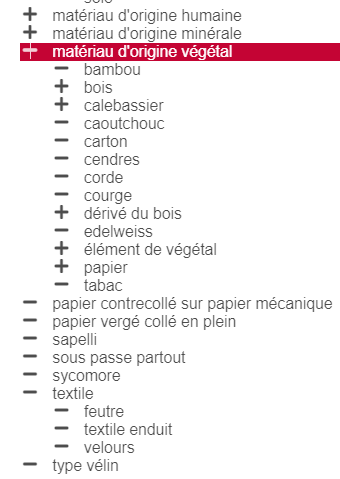 matériau d'origine humaine
matériau d'origine minérale
matériau d'origine végétal
bambou
bois
calebassier
caoutchouc
carton
cendres
corde
courge
dérivé du bois
edelweiss
élément de végétal
papier
tabac
papier contrecollé sur papier mécanique
papier vergé collé en plein
sapelli
sous passe partout
sycomore
textile
feutre
textile enduit
velours
type vélin